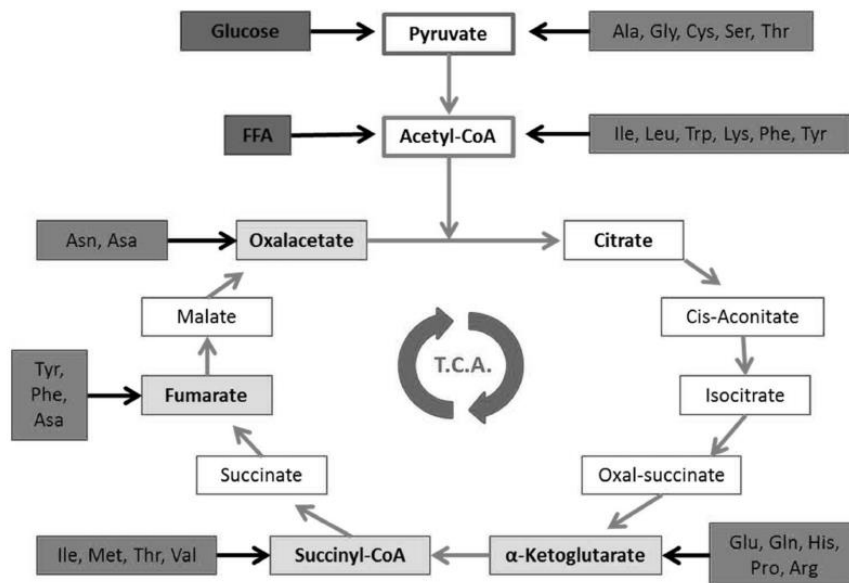 Glucose
Pyruvate
Ala, Gly, Cys, Ser, Thr
FFA
Acetyl-CoA
Ile, Leu, Trp, Lys, Phe, Tyr
Asn, Asa
Oxalacetate
Citrate
Malate
Cis-Aconitate
T.C.A.
Tyr,
Phe,
Asa
Fumarate
Isocitrate
Succinate
Oxal-succinate
Ile, Met, Thr, Val
Succinyl-CoA
α-Ketoglutarate
Glu, Gln, His,
Pro, Arg